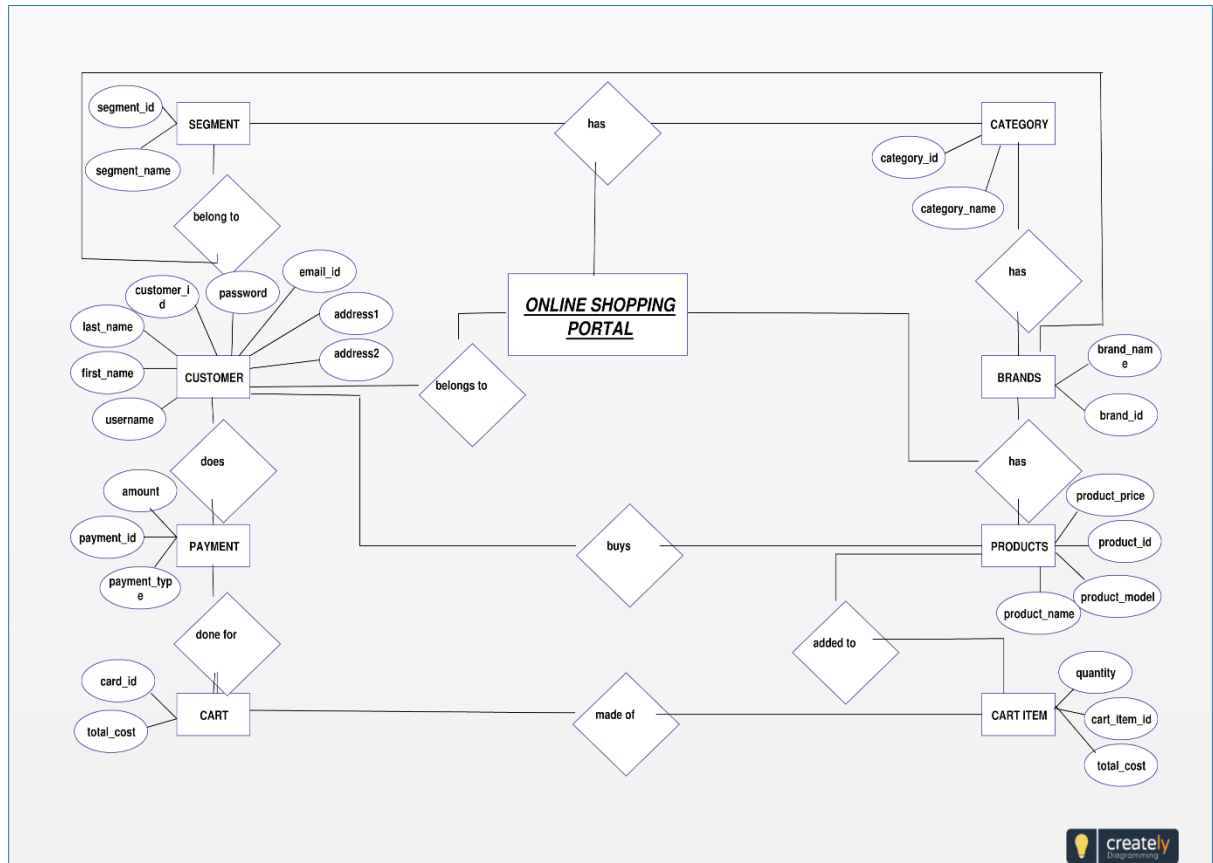 segment_id
SEGMENT
segment_name
has
CATEGORY
category_id
category_name
belong to
has
email_id
customer_i
d
password
address1
address2
last_name
first_name
username
CUSTOMER
ONLINE SHOPPING
PORTAL
belongs to
BRANDS
brand_nam
e
brand_id
does
has
amount
payment_id
payment_typ
e
PAYMENT
buys
PRODUCTS
product_price
product_id
product_model
product_name
done for
added to
card_id
total_cost
CART
made of
CART ITEM
quantity
cart_item_id
total_cost
creately
Diagramming